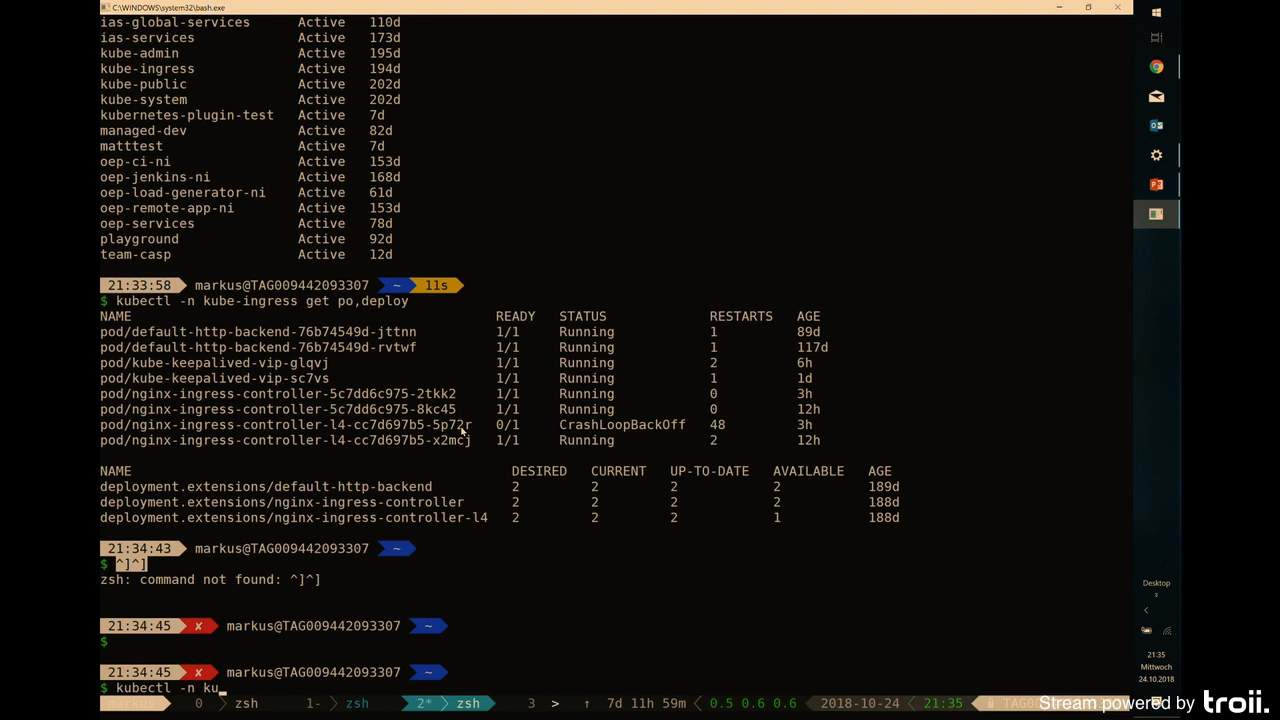 C:\WINDOWS\system32\bash.exe
ias-global-services Active 110d
ias-services Active 173d
kube-admin Active 195d
kube-ingress Active 194d
kube-public Active 202d
kube-system Active 202d
kubernetes-plugin-test Active 7d
managed-dev Active 82d
matttest Active 7d
oep-ci-ni Active 153d
oep-jenkins-ni Active 168d
oep-load-generator-ni Active 61d
oep-remote-app-ni Active 153d
oep-services Active 78d
playground Active 92d
team-casp Active 12d
21:33:58 markus@TAG009442093307 ~ 11s
$ kubectl -n kube-ingress get po,deploy
NAME READY STATUS RESTARTS AGE
pod/default-http-backend-76b74549d-jttnn 1/1 Running 1 89d
pod/default-http-backend-76b74549d-rvtwf 1/1 Running 1 117d
pod/kube-keepalived-vip-glqvj 1/1 Running 2 6h
pod/kube-keepalived-vip-sc7vs 1/1 Running 1 1d
pod/nginx-ingress-controller-5c7dd6c975-2tkk2 1/1 Running 0 3h
pod/nginx-ingress-controller-5c7dd6c975-8kc45 1/1 Running 0 12h
pod/nginx-ingress-controller-l4-cc7d697b5-5p72r 0/1 CrashLoopBackOff 48 3h
pod/nginx-ingress-controller-l4-cc7d697b5-x2mcj 1/1 Running 2 12h
NAME DESIRED CURRENT UP-TO-DATE AVAILABLE AGE
deployment.extensions/default-http-backend 2 2 2 2 189d
deployment.extensions/nginx-ingress-controller 2 2 2 2 188d
deployment.extensions/nginx-ingress-controller-l4 2 2 2 1 188d
21:34:43 markus@TAG009442093307 ~
$ ^]^]
zsh: command not found: ^]^]
21:34:45 ✘ markus@TAG009442093307 ~
$
21:34:45 ✘ markus@TAG009442093307 ~
$ kubectl -n ku_
markus 0 zsh 1- zsh 2* zsh 3 > ↑ 7d 11h 59m 0.5 0.6 0.6 2018-10-24 21:35
Desktop
21:35
Mittwoch
24.10.2018
Stream powered by troii.